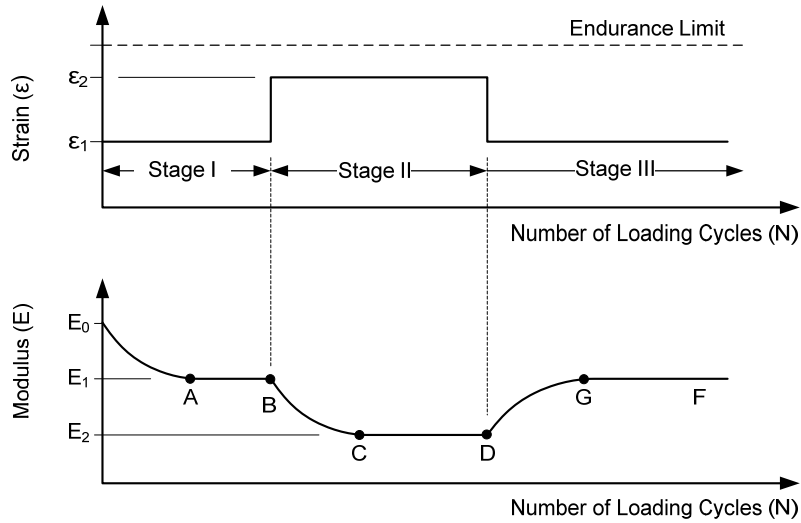 Endurance Limit
Strain (ε)
ε2
ε1
Stage I
Stage II
Stage III
Number of Loading Cycles (N)
Modulus (E)
E0
E1
E2
A
B
C
D
G
F
Number of Loading Cycles (N)